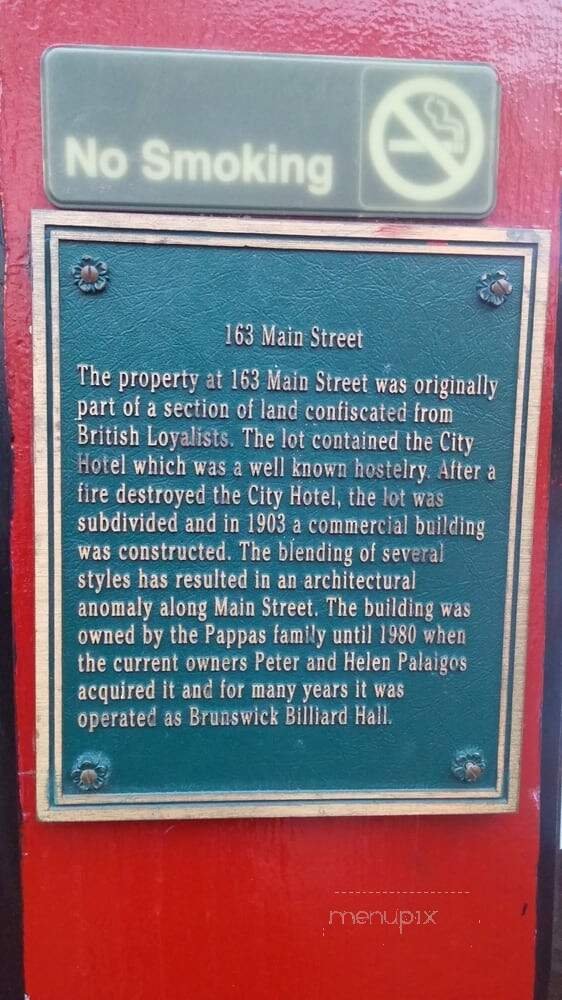 No Smoking
163 Main Street
The property at 163 Main Street was originally
part of a section of land confiscated from
British Loyalists. The lot contained the City
Hotel which was a well known hostelry. After a
fire destroyed the City Hotel, the lot was
subdivided and in 1903 a commercial building
was constructed. The blending of several
styles has resulted in an architectural
anomaly along Main Street. The building was
owned by the Pappas family until 1980 when
the current owners Peter and Helen Palaigos
acquired it and for many years it was
operated as Brunswick Billiard Hall.
menupix